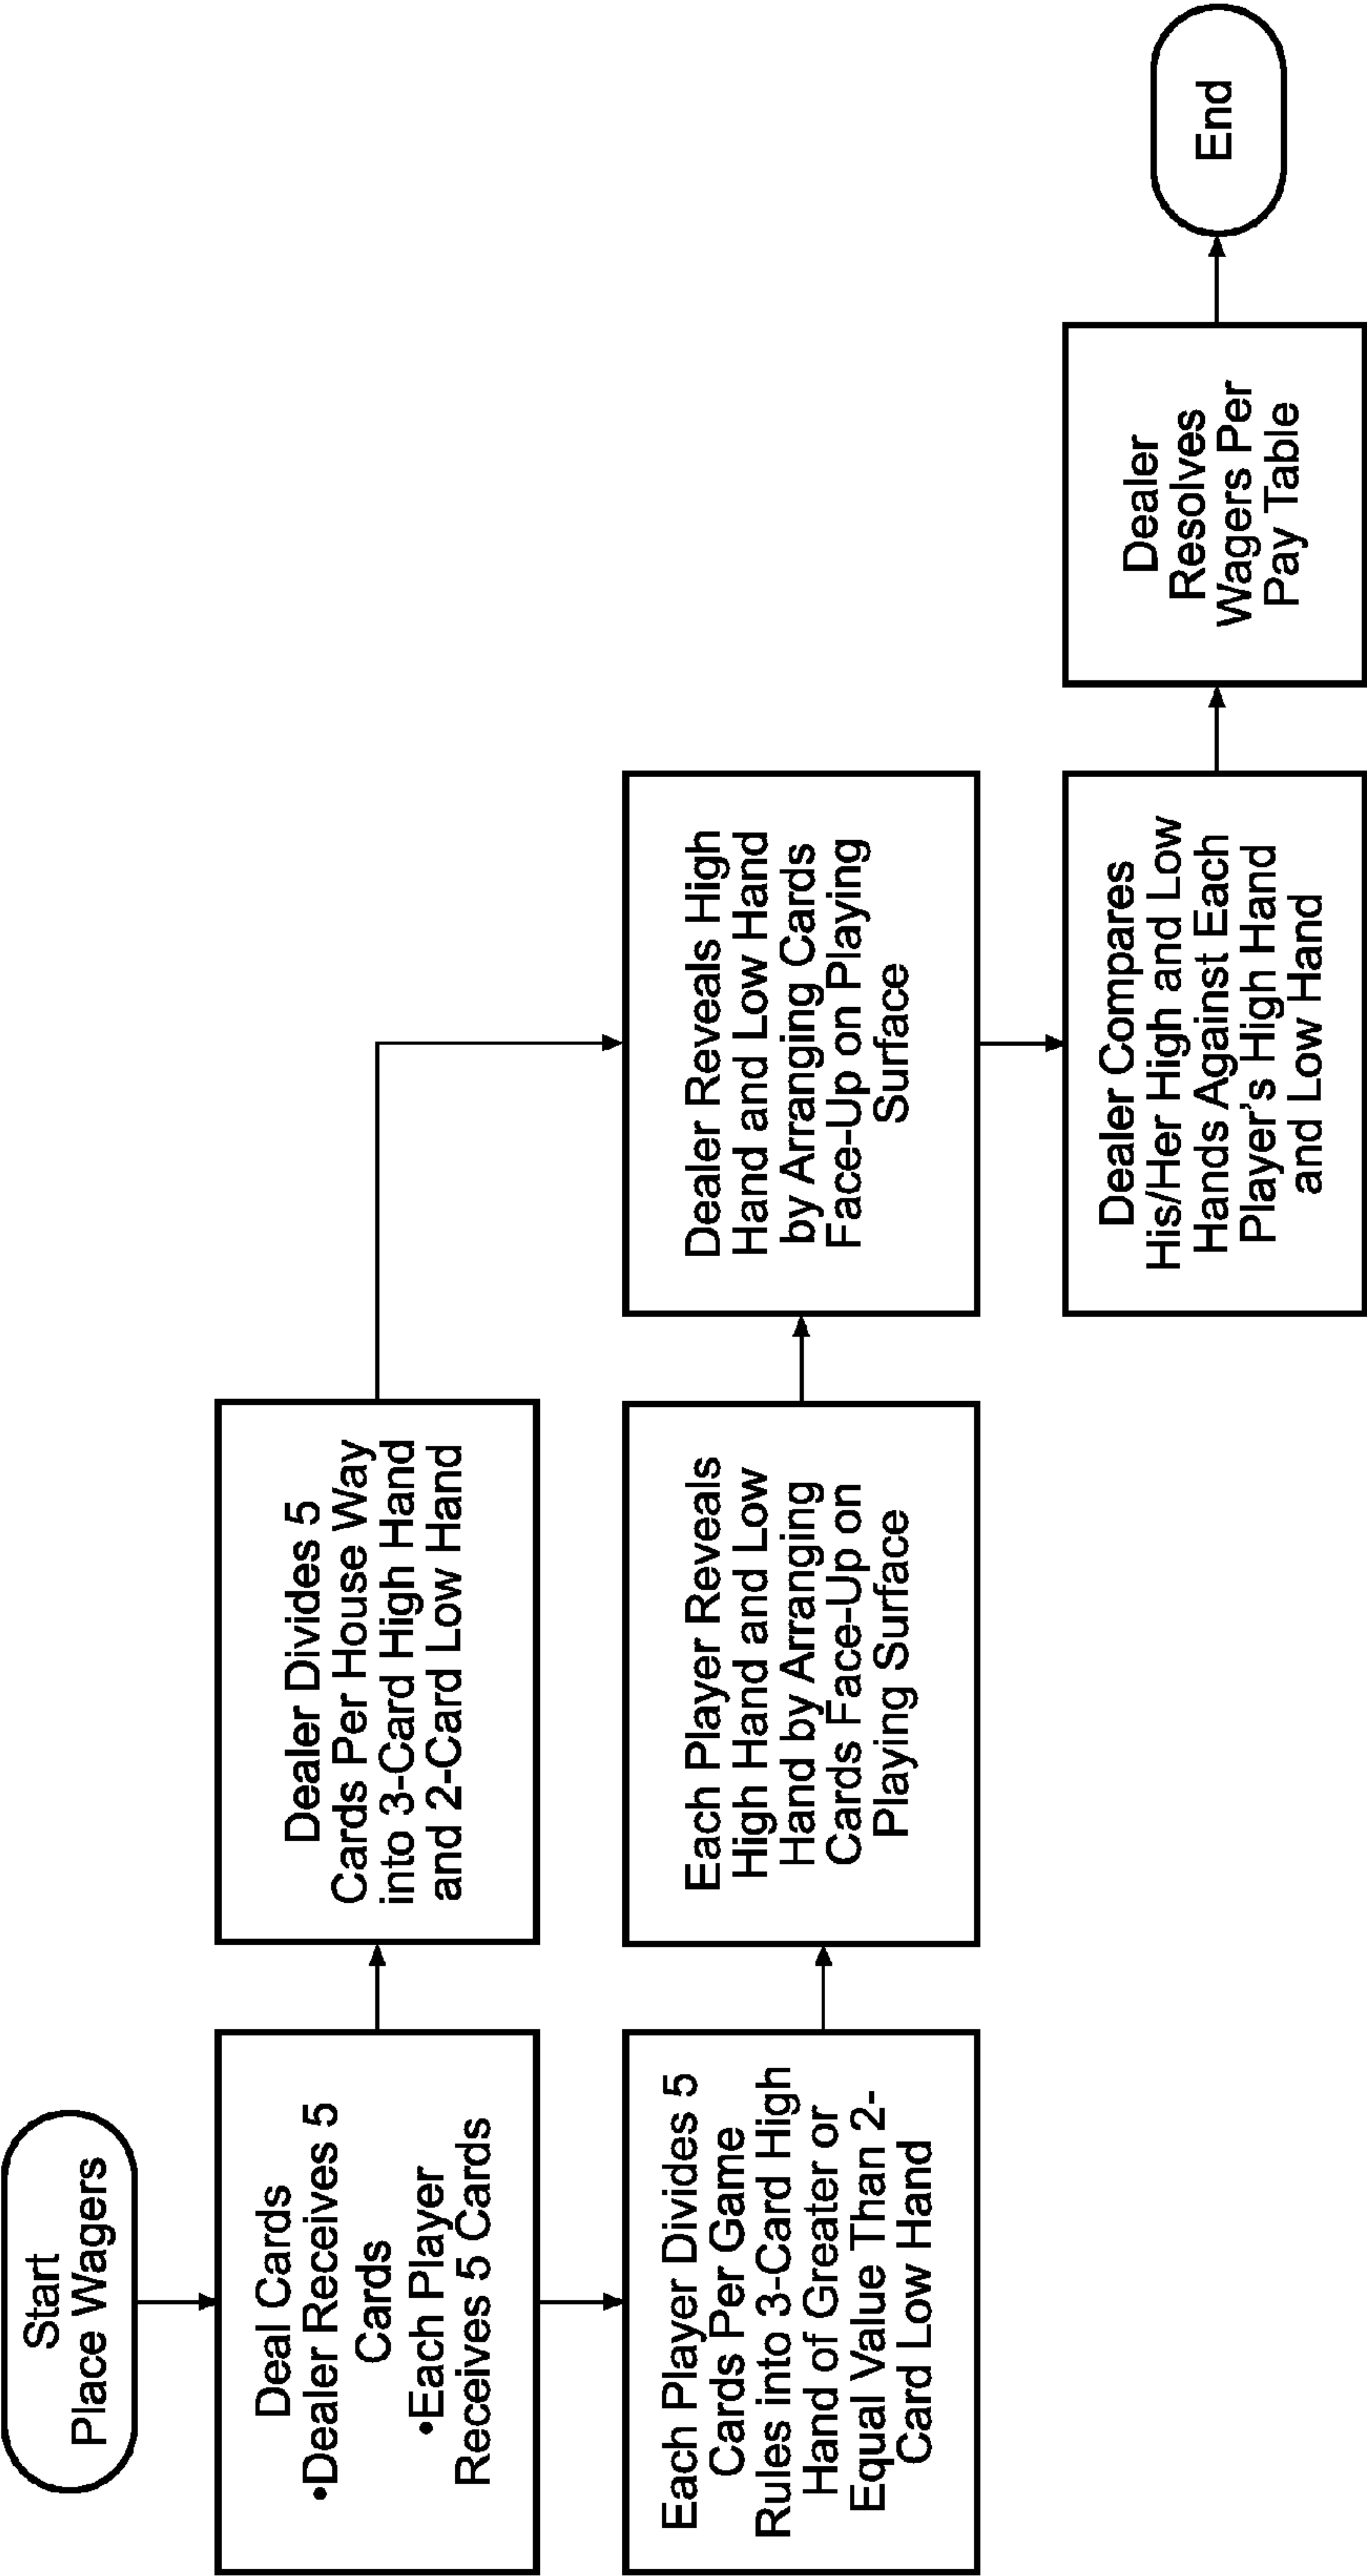 Start
Place Wagers
Deal Cards
•Dealer Receives 5
Cards
•Each Player
Receives 5 Cards
Dealer Divides 5
Cards Per House Way
into 3-Card High Hand
and 2-Card Low Hand
Each Player Divides 5
Cards Per Game
Rules into 3-Card High
Hand of Greater or
Equal Value Than 2-
Card Low Hand
Each Player Reveals
High Hand and Low
Hand by Arranging
Cards Face-Up on
Playing Surface
Dealer Reveals High
Hand and Low Hand
by Arranging Cards
Face-Up on Playing
Surface
Dealer Compares
His/Her High and Low
Hands Against Each
Player's High Hand
and Low Hand
Dealer
Resolves
Wagers Per
Pay Table
End